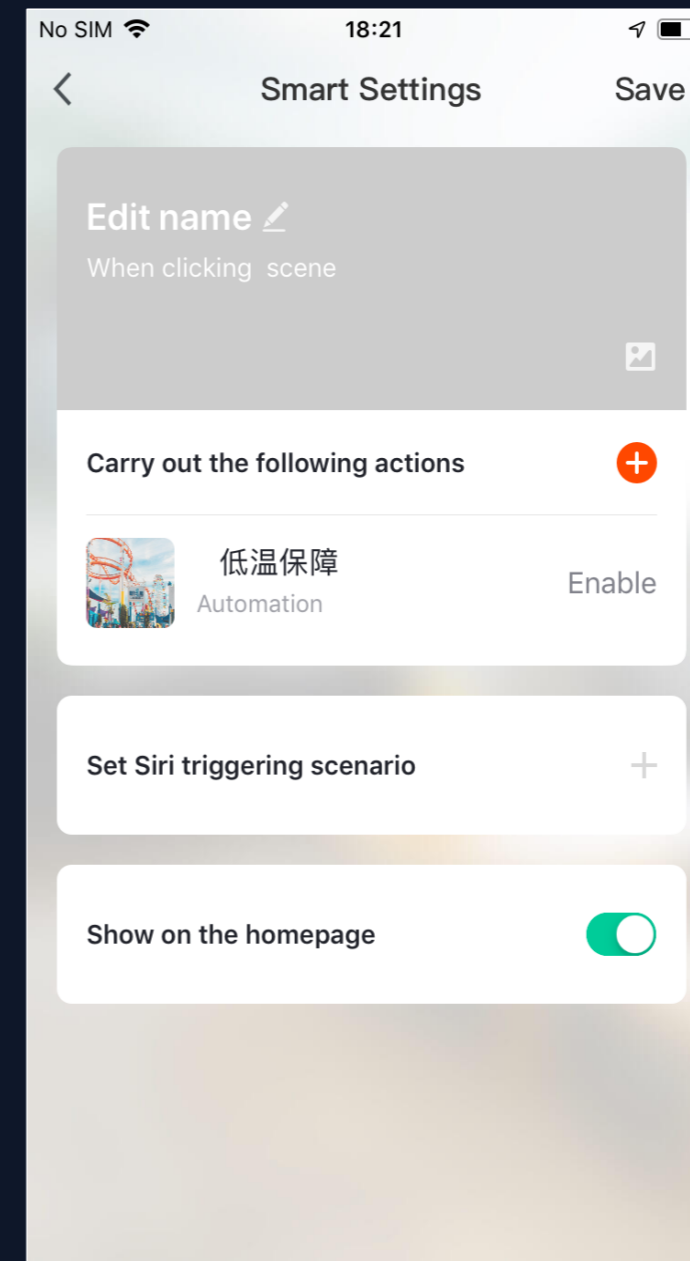 No SIM 18:21
Smart Settings Save
Edit name
When clicking scene
Carry out the following actions
低温保障
Automation Enable
Set Siri triggering scenario
Show on the homepage